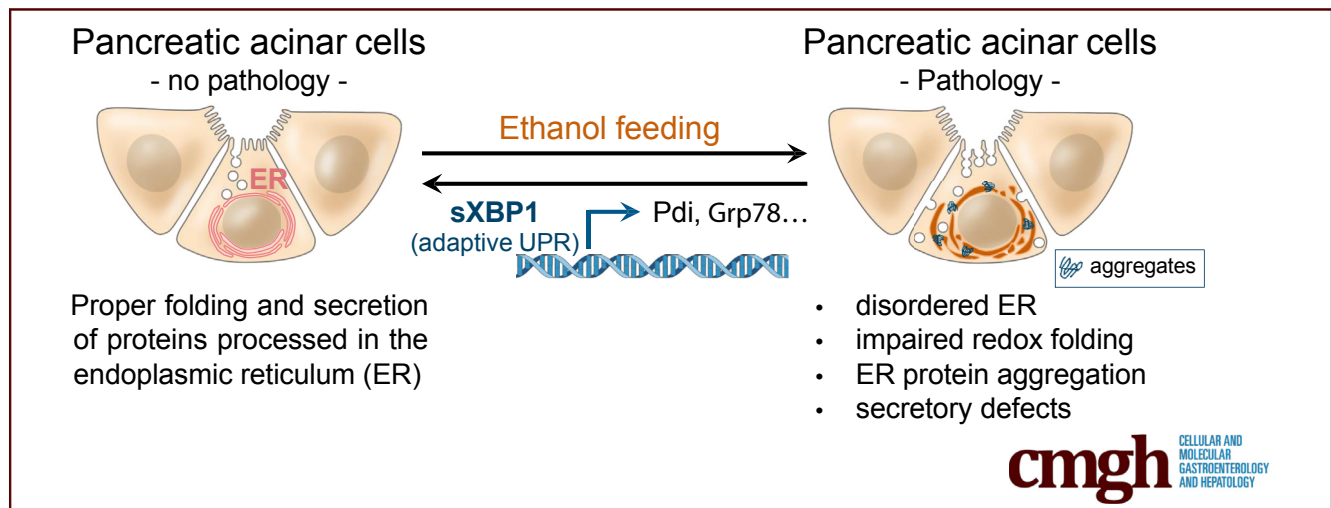 Pancreatic acinar cells
- no pathology -
ER
Proper folding and secretion
of proteins processed in the
endoplasmic reticulum (ER)
Ethanol feeding
sXBP1
(adaptive UPR)
Pdi, Grp78...
Pancreatic acinar cells
- Pathology -
aggregates
• disordered ER
• impaired redox folding
• ER protein aggregation
• secretory defects
cmgh
CELLULAR AND
MOLECULAR
GASTROENTEROLOGY
AND HEPATOLOGY